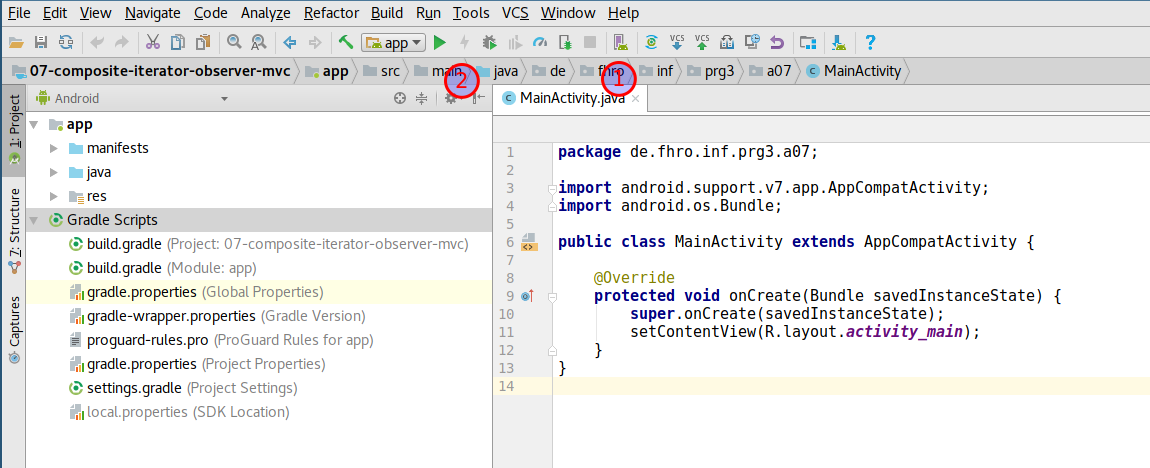 File Edit View Navigate Code Analyze Refactor Build Run Tools VCS Window Help
app VCS VCS ?
07-composite-iterator-observer-mvc app src main java de fhro inf prg3 a07 MainActivity
2 1
Android
MainActivity.java
1: Project
7: Structure
Captures
app
manifests
java
res
Gradle Scripts
build.gradle (Project: 07-composite-iterator-observer-mvc)
build.gradle (Module: app)
gradle.properties (Global Properties)
gradle-wrapper.properties (Gradle Version)
proguard-rules.pro (ProGuard Rules for app)
gradle.properties (Project Properties)
settings.gradle (Project Settings)
local.properties (SDK Location)
1 package de.fhro.inf.prg3.a07;
2
3 import android.support.v7.app.AppCompatActivity;
4 import android.os.Bundle;
5
6 public class MainActivity extends AppCompatActivity {
7
8 @Override
9 protected void onCreate(Bundle savedInstanceState) {
10 super.onCreate(savedInstanceState);
11 setContentView(R.layout.activity_main);
12 }
13 }
14